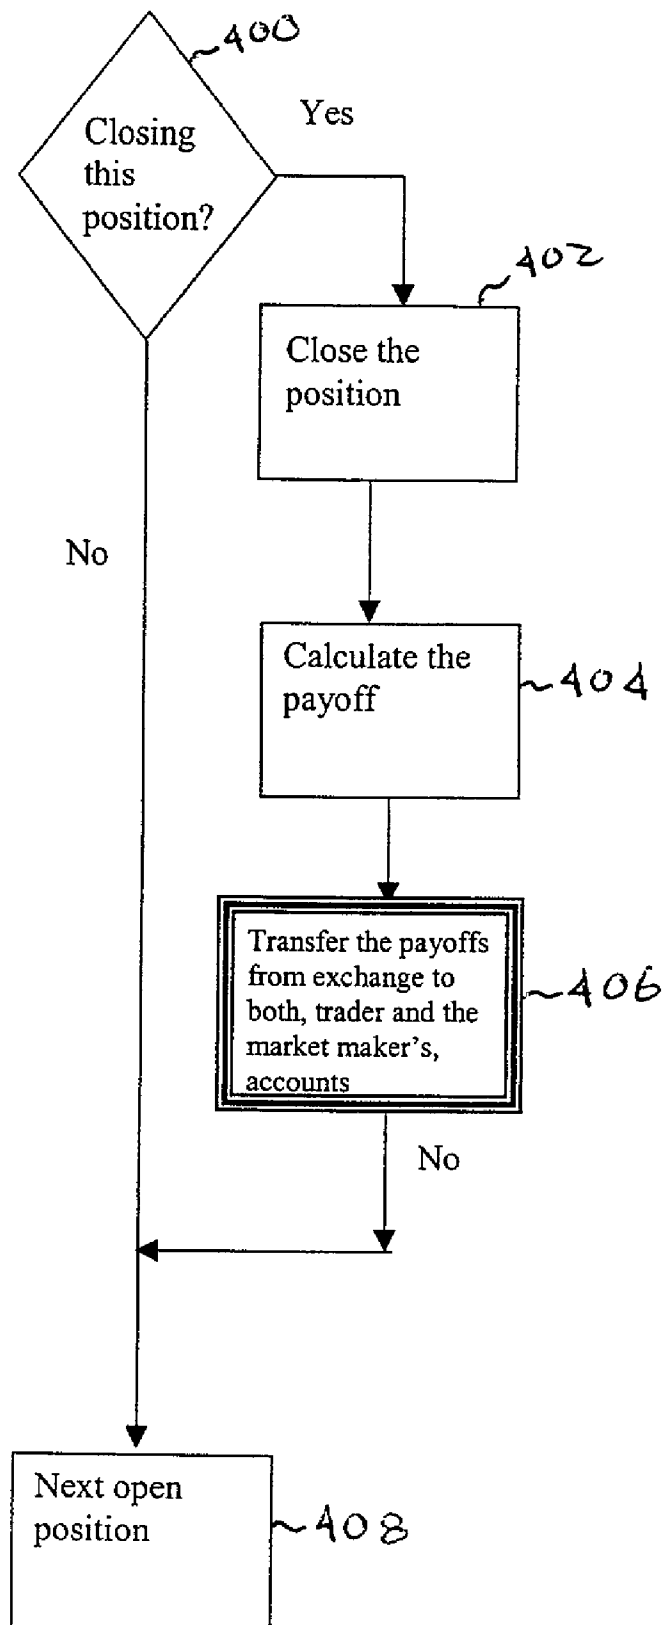 400
Yes
Closing
this
position?
402
Close the
position
No
Calculate the
payoff
404
Transfer the payoffs
from exchange to
both, trader and the
market maker's,
accounts
406
No
Next open
position
408